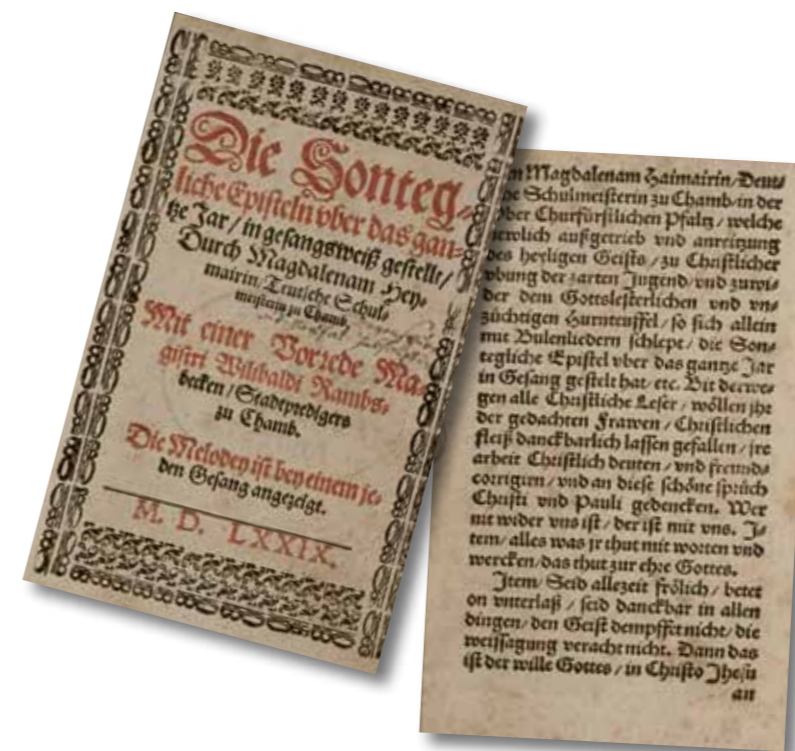 Die Sonteg⸗
liche Episteln vber das gan⸗
tze Jar / in gesangsweiß gestellt /
Durch Magdalenam Hey⸗
mairin / Teutsche Schul⸗
meisterin zu Chamb.
Mit einer Vorrede Ma⸗
gistri Wilibaldi Rambs⸗
becken / Stadtpredigers
zu Chamb.
Die Melodey ist bey einem je⸗
den Gesang angezeigt.
M. D. LXXIX.
n Magdalenam Haimairin / Deut⸗
he Schulmeisterin zu Chamb / in der
Ober Churfürstlichen Pfaltz / welche
auß getrieb vnd anreitzung
des heyligen Geists / zu Christlicher
vbung der zarten Jugend / vnd zuwi⸗
der dem Gottslesterlichen vnd vn⸗
züchtigen Hurnteuffel / so sich allein
mit Bulenliedern schlept / die Son⸗
tegliche Epistel vber das gantze Jar
in Gesang gestelt hat / etc. Bit derwe⸗
gen alle Christliche Leser / wöllen jhr
der gedachten Frawen / Christlichen
fleiß danckbarlich lassen gefallen / jre
arbeit Christlich deuten / vnd freund⸗
corrigirn / vnd an diese schöne sprüch
Christi vnd Pauli gedencken. Wer
nit wider vns ist / der ist mit vns. J⸗
tem / alles was jr thut mit worten vnd
wercken / das thut zur ehre Gottes.
Jtem / Seid allezeit frölich / betet
on vnterlaß / seid danckbar in allen
dingen / den Geist dempffet nicht / die
weissagung veracht nicht. Dann das
ist der wille Gottes / in Christo Jhesu
an